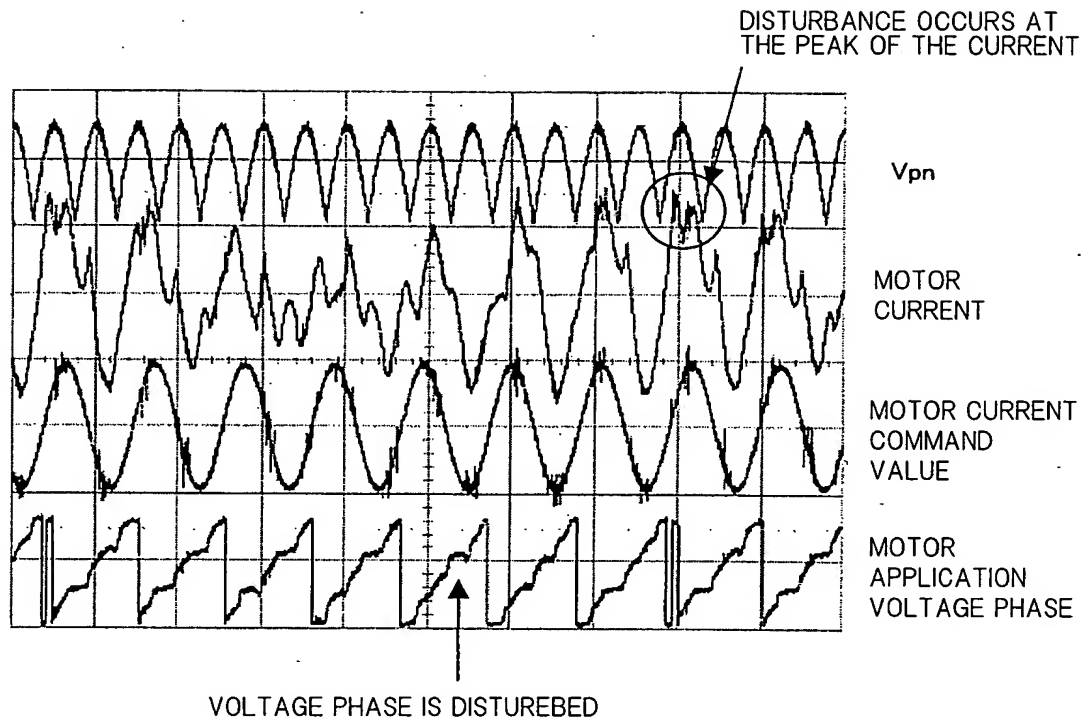 DISTURBANCE OCCURS AT
THE PEAK OF THE CURRENT
Vpn
MOTOR
CURRENT
MOTOR CURRENT
COMMAND
VALUE
MOTOR
APPLICATION
VOLTAGE PHASE
VOLTAGE PHASE IS DISTUREBED